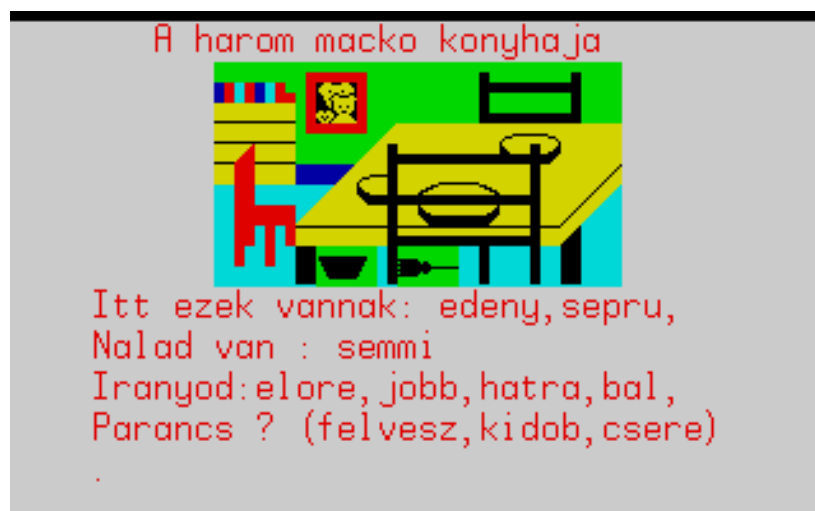 A harom macko konyhaja
Itt ezek vannak: edeny,sepru,
Nalad van : semmi
Iranyod:elore,jobb,hatra,bal,
Parancs ? (felvesz,kidob,csere)
.